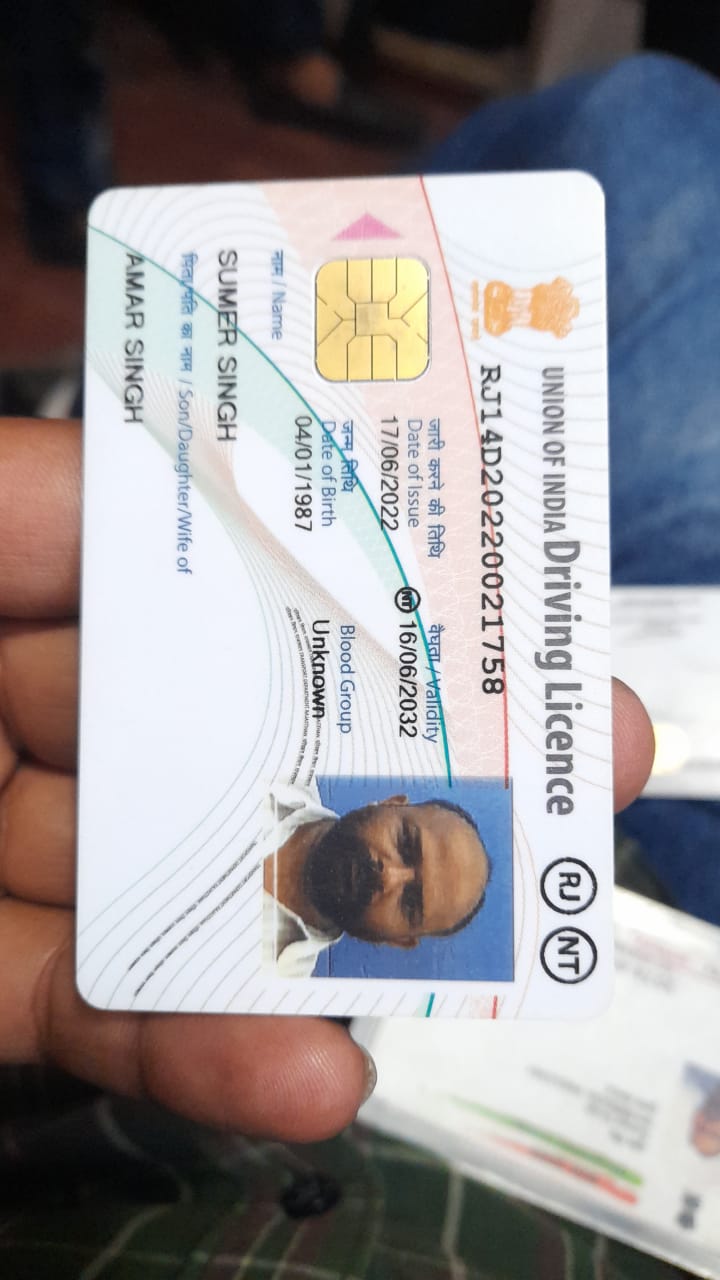 UNION OF INDIA Driving Licence RJ NT
RJ14D20220021758
जारी करने की तिथि वैधता / Validity
Date of Issue
17/06/2022 NT 16/06/2032
जन्म तिथि
Date of Birth Blood Group
04/01/1987 Unknown
नाम / Name
SUMER SINGH
पिता/पति का नाम / Son/Daughter/Wife of
AMAR SINGH